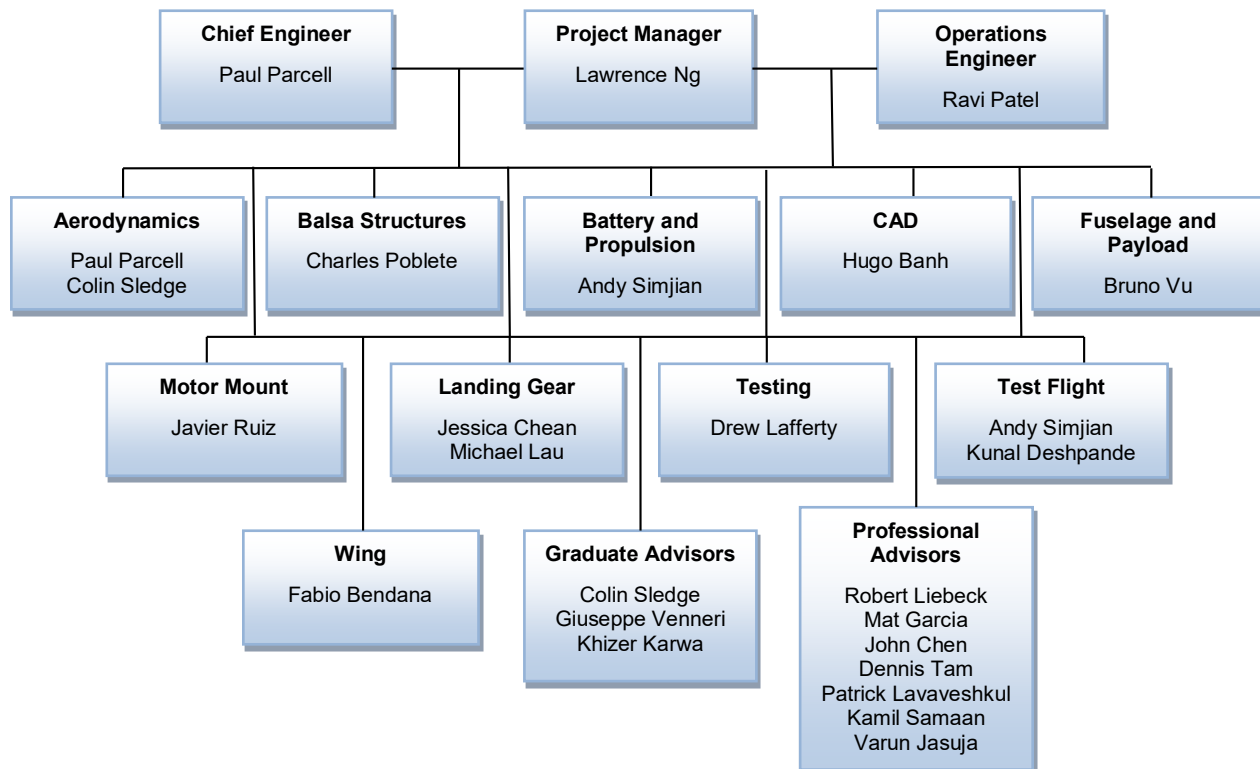 Chief Engineer
Paul Parcell
Project Manager
Lawrence Ng
Operations
Engineer
Ravi Patel
Aerodynamics
Paul Parcell
Colin Sledge
Balsa Structures
Charles Poblete
Battery and
Propulsion
Andy Simjian
CAD
Hugo Banh
Fuselage and
Payload
Bruno Vu
Motor Mount
Javier Ruiz
Landing Gear
Jessica Chean
Michael Lau
Testing
Drew Lafferty
Test Flight
Andy Simjian
Kunal Deshpande
Wing
Fabio Bendana
Graduate Advisors
Colin Sledge
Giuseppe Venneri
Khizer Karwa
Professional
Advisors
Robert Liebeck
Mat Garcia
John Chen
Dennis Tam
Patrick Lavaveshkul
Kamil Samaan
Varun Jasuja